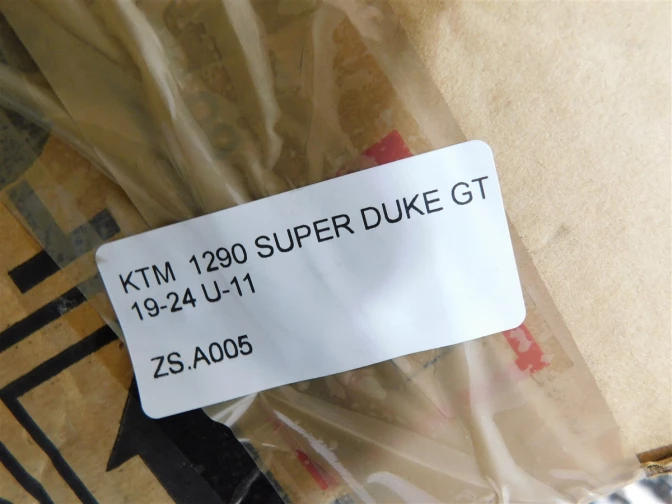 KTM 1290 SUPER DUKE GT
19-24 U-11
ZS.A005